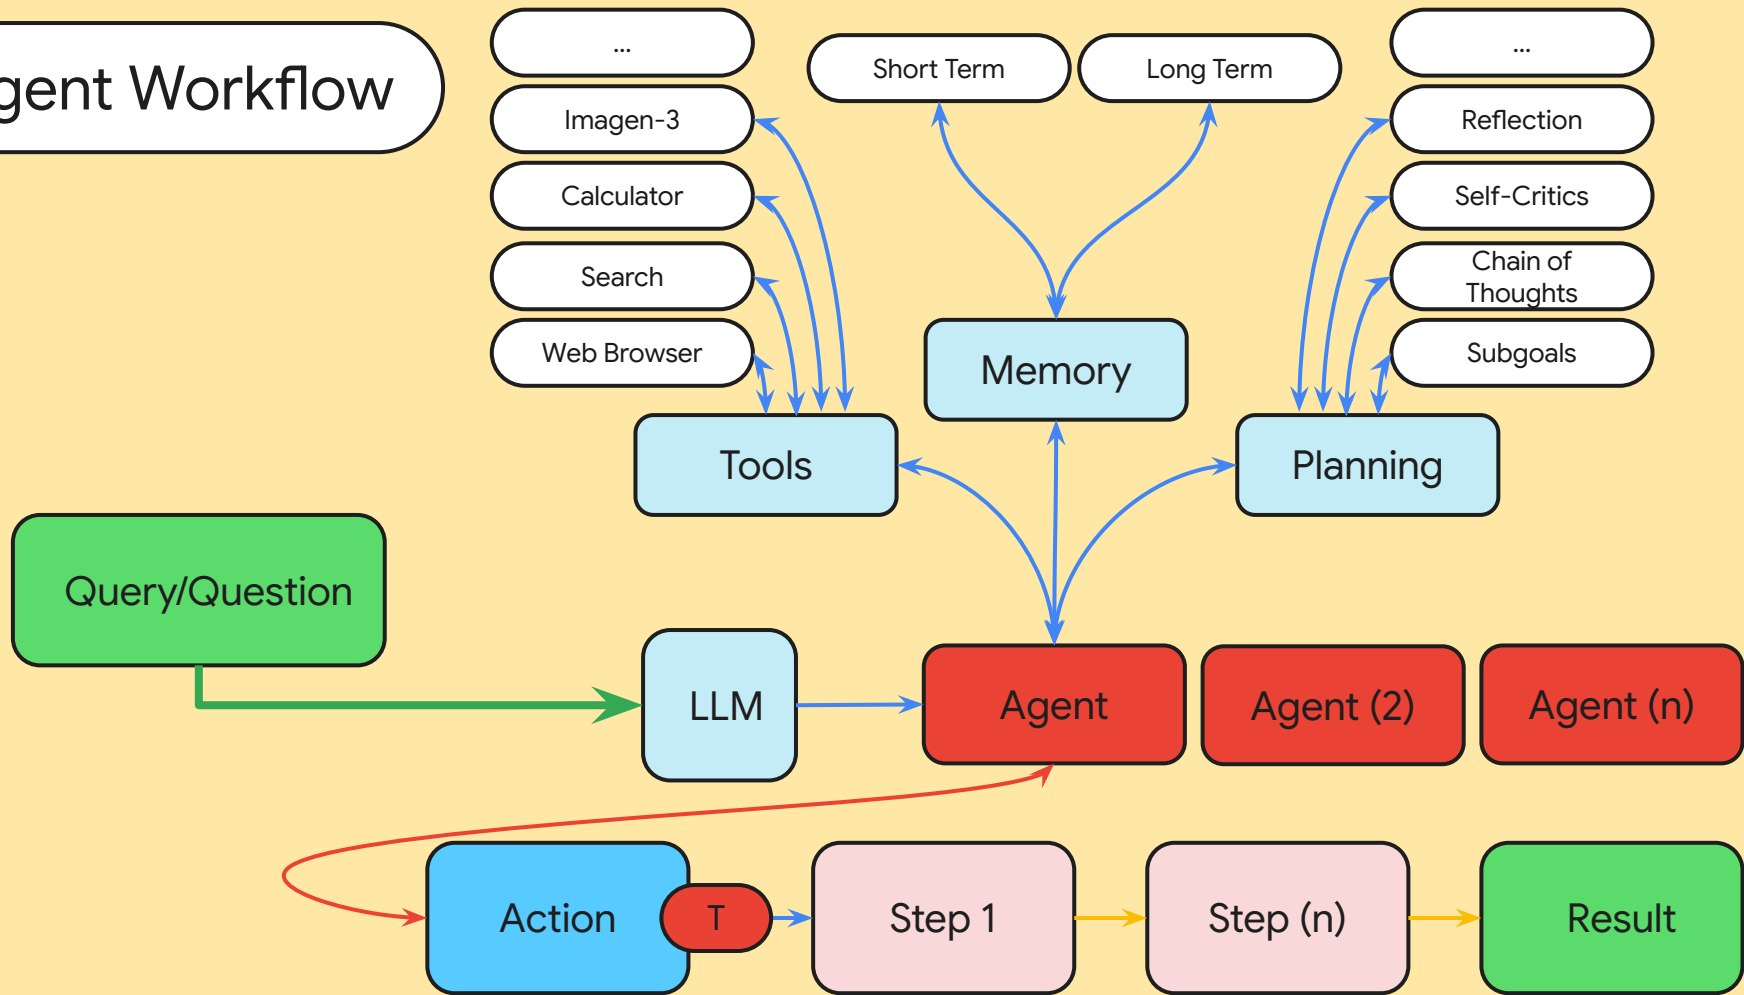 gent Workflow
...
Imagen-3
Calculator
Search
Web Browser
Short Term
Long Term
...
Reflection
Self-Critics
Chain of
Thoughts
Subgoals
Memory
Tools
Planning
Query/Question
LLM
Agent
Agent (2)
Agent (n)
Action
T
Step 1
Step (n)
Result